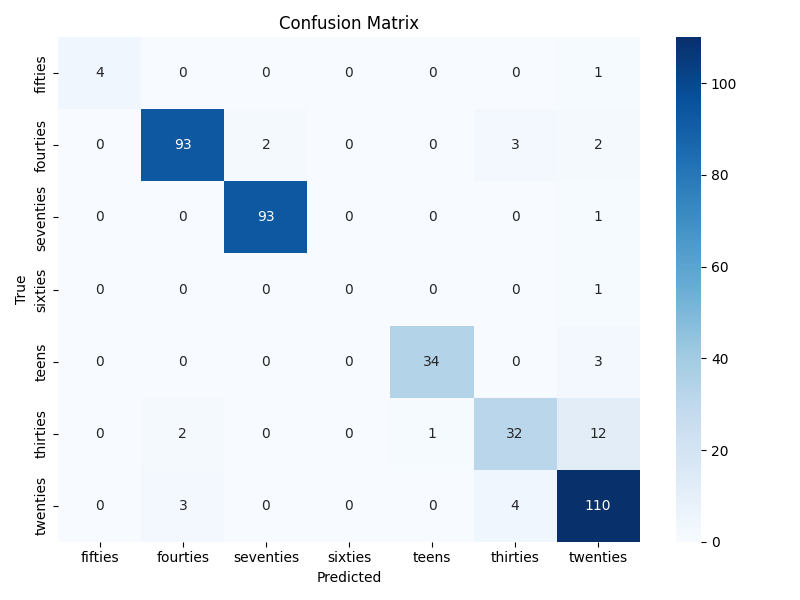 Confusion Matrix
fifties 4 0 0 0 0 0 1
fourties 0 93 2 0 0 3 2
seventies 0 0 93 0 0 0 1
sixties 0 0 0 0 0 0 1
teens 0 0 0 0 34 0 3
thirties 0 2 0 0 1 32 12
twenties 0 3 0 0 0 4 110
fifties fourties seventies sixties teens thirties twenties
Predicted
True
100
80
60
40
20
0